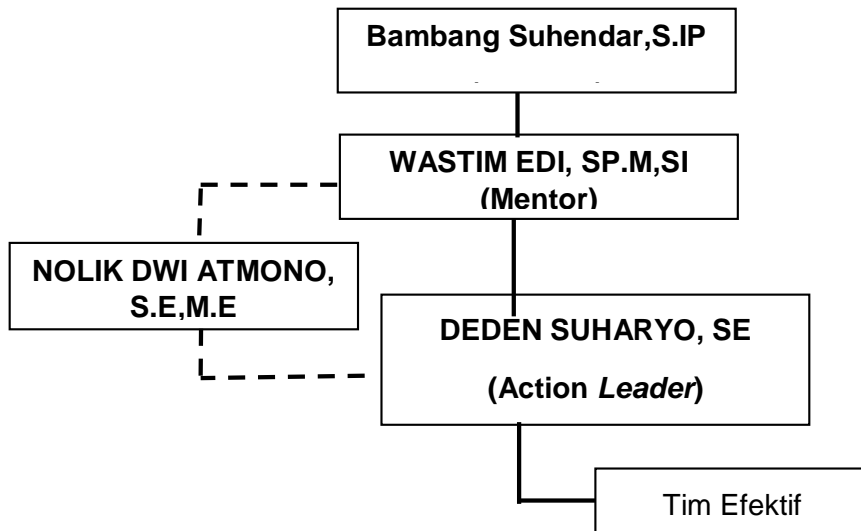 Bambang Suhendar,S.IP
WASTIM EDI, SP.M,SI
(Mentor)
NOLIK DWI ATMONO,
S.E,M.E
DEDEN SUHARYO, SE
(Action Leader)
Tim Efektif